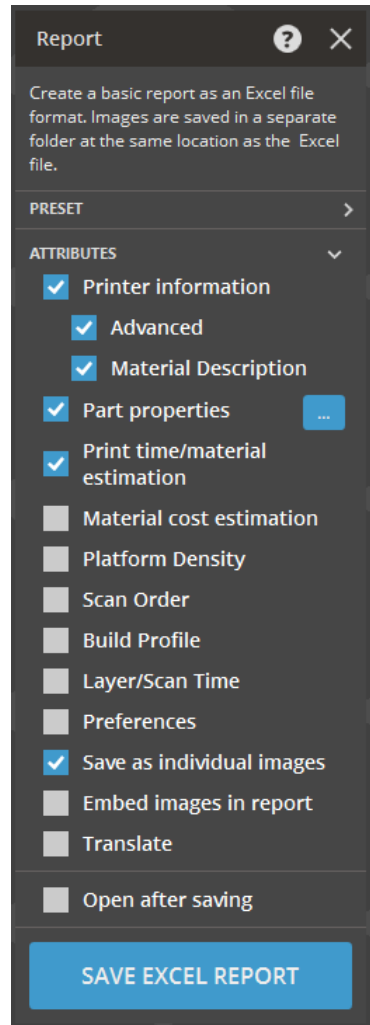 Report ?
Create a basic report as an Excel file
format. Images are saved in a separate
folder at the same location as the Excel
file.
PRESET
ATTRIBUTES
Printer information
Advanced
Material Description
Part properties ...
Print time/material
estimation
Material cost estimation
Platform Density
Scan Order
Build Profile
Layer/Scan Time
Preferences
Save as individual images
Embed images in report
Translate
Open after saving
SAVE EXCEL REPORT